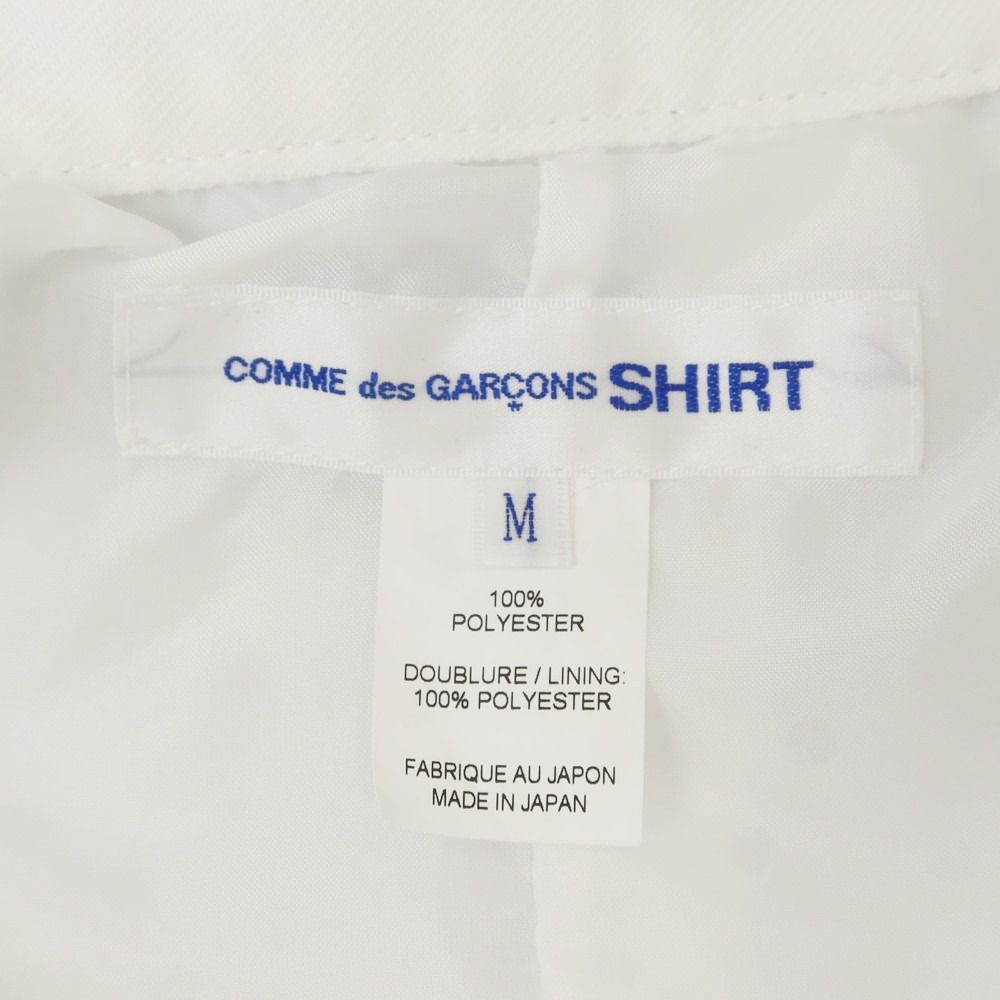 COMME des GARÇONS SHIRT
M
100%
POLYESTER
DOUBLURE / LINING:
100% POLYESTER
FABRIQUE AU JAPON
MADE IN JAPAN